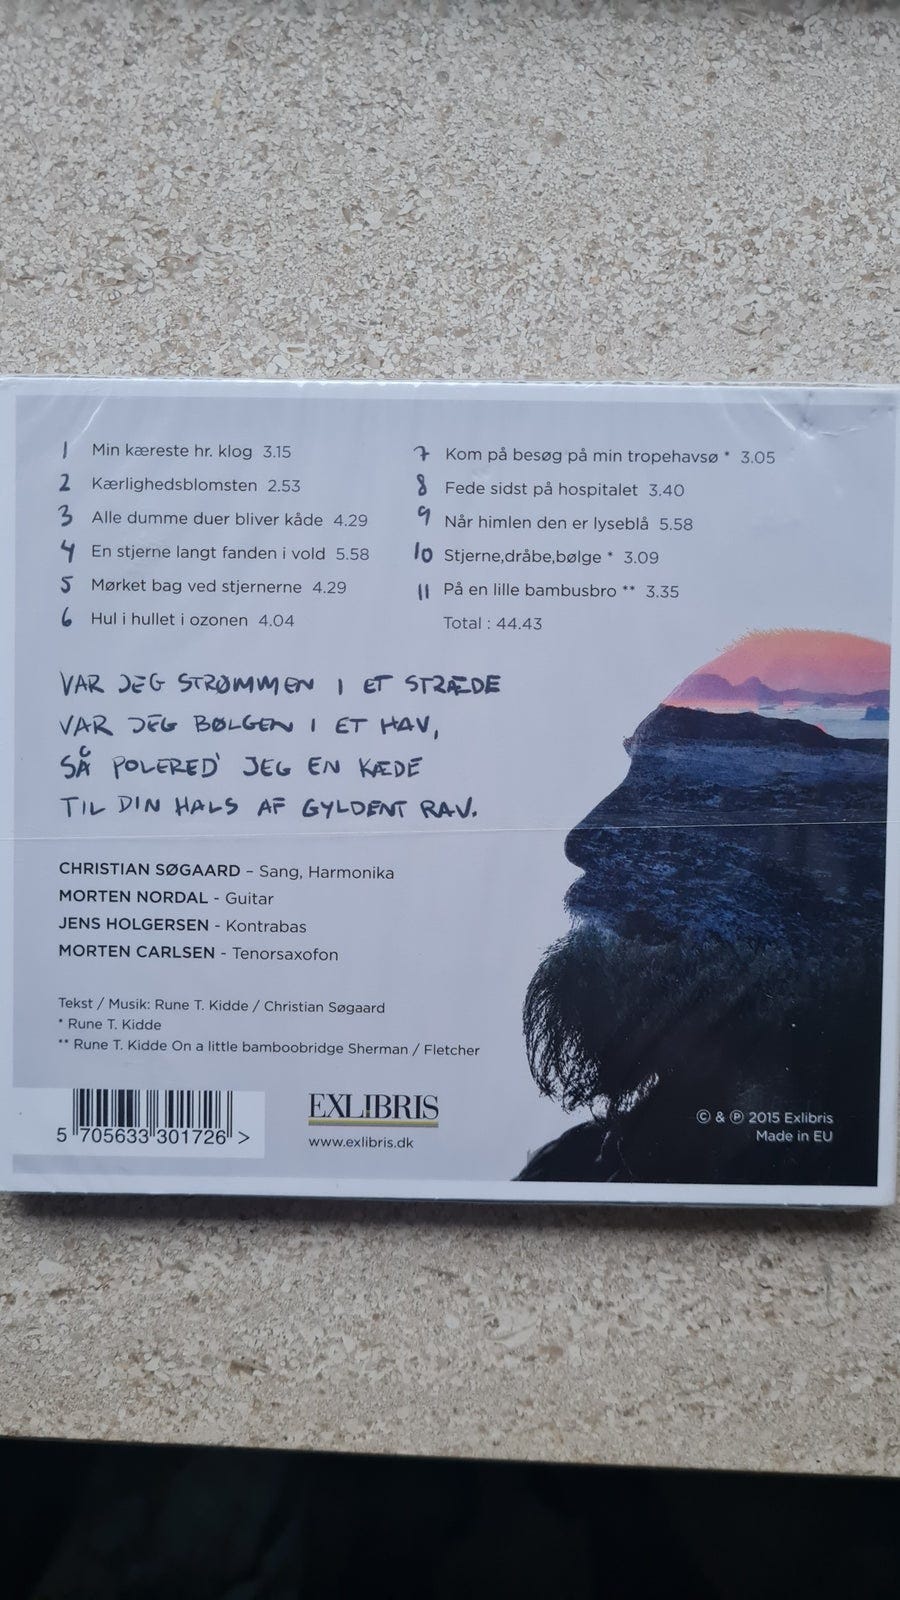 1 Min kæreste hr. klog 3.15
2 Kærlighedsblomsten 2.53
3 Alle dumme duer bliver kåde 4.29
4 En stjerne langt fanden i vold 5.58
5 Mørket bag ved stjernerne 4.29
6 Hul i hullet i ozonen 4.04
7 Kom på besøg på min tropehavsø * 3.05
8 Fede sidst på hospitalet 3.40
9 Når himlen den er lyseblå 5.58
10 Stjerne,dråbe,bølge * 3.09
11 På en lille bambusbro ** 3.35
Total : 44.43
VAR JEG STRØMMEN I ET STRÆDE
VAR JEG BØLGEN I ET HAV,
SÅ POLERED' JEG EN KÆDE
TIL DIN HALS AF GYLDENT RAV.
CHRISTIAN SØGAARD – Sang, Harmonika
MORTEN NORDAL - Guitar
JENS HOLGERSEN - Kontrabas
MORTEN CARLSEN - Tenorsaxofon
Tekst / Musik: Rune T. Kidde / Christian Søgaard
* Rune T. Kidde
** Rune T. Kidde On a little bamboobridge Sherman / Fletcher
5 705633 301726 >
EXLIBRIS
www.exlibris.dk
© & ℗ 2015 Exlibris
Made in EU